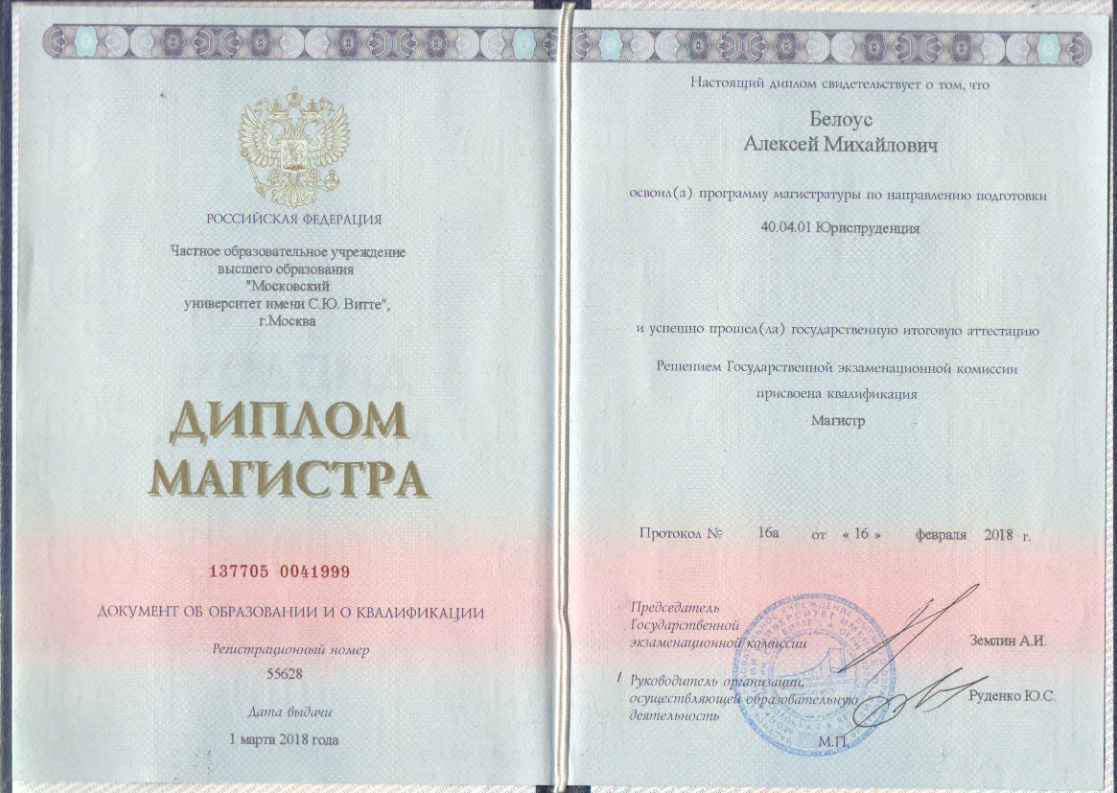 РОССИЙСКАЯ ФЕДЕРАЦИЯ
Частное образовательное учреждение
высшего образования
"Московский
университет имени С.Ю. Витте",
г.Москва
ДИПЛОМ
МАГИСТРА
137705 0041999
ДОКУМЕНТ ОБ ОБРАЗОВАНИИ И О КВАЛИФИКАЦИИ
Регистрационный номер
55628
Дата выдачи
1 марта 2018 года
Настоящий диплом свидетельствует о том, что
Белоус
Алексей Михайлович
освоил(а) программу магистратуры по направлению подготовки
40.04.01 Юриспруденция
и успешно прошел(ла) государственную итоговую аттестацию
Решением Государственной экзаменационной комиссии
присвоена квалификация
Магистр
Протокол № 16а от « 16 » февраля 2018 г.
Председатель
Государственной
экзаменационной комиссии
Землин А.И.
Руководитель организации,
осуществляющей образовательную
деятельность
Руденко Ю.С.
М.П.